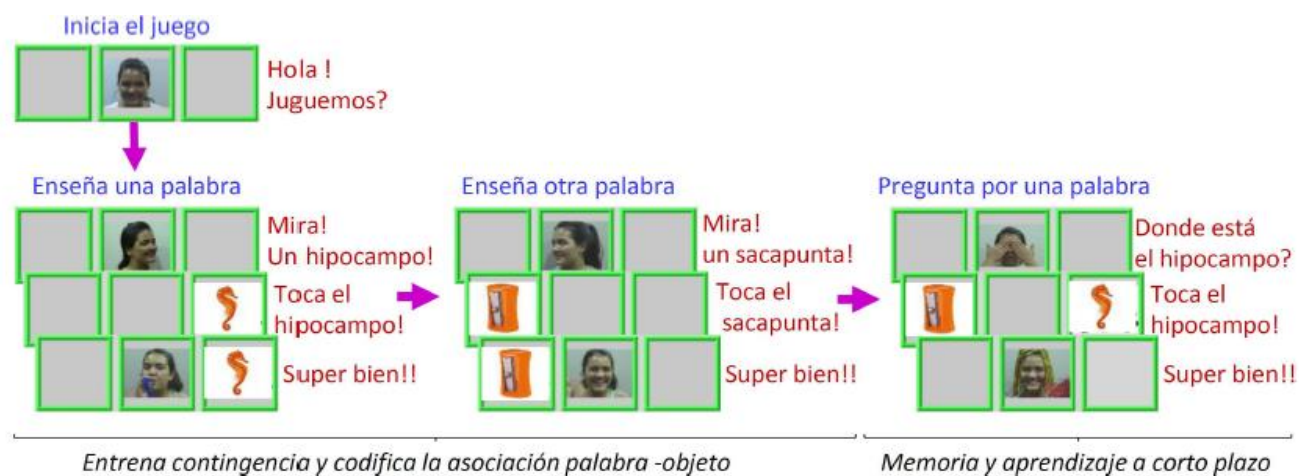 Inicia el juego
Hola !
Juguemos?
Enseña una palabra
Mira!
Un hipocampo!
Toca el
hipocampo!
Super bien!!
Enseña otra palabra
Mira!
un sacapunta!
Toca el
sacapunta!
Super bien!!
Pregunta por una palabra
Donde está
el hipocampo?
Toca el
hipocampo!
Super bien!!
Entrena contingencia y codifica la asociación palabra -objeto
Memoria y aprendizaje a corto plazo